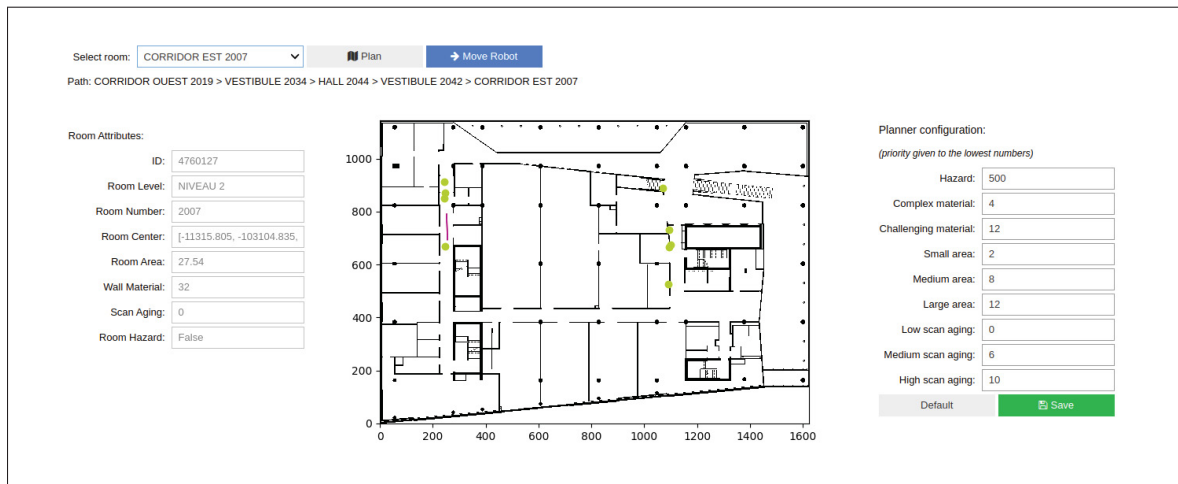 Select room: CORRIDOR EST 2007 Plan Move Robot
Path: CORRIDOR OUEST 2019 > VESTIBULE 2034 > HALL 2044 > VESTIBULE 2042 > CORRIDOR EST 2007
Room Attributes:
ID: 4760127
Room Level: NIVEAU 2
Room Number: 2007
Room Center: [-11315.805, -103104.835,
Room Area: 27.54
Wall Material: 32
Scan Aging: 0
Room Hazard: False
1000
800
600
400
200
0
0 200 400 600 800 1000 1200 1400 1600
Planner configuration:
(priority given to the lowest numbers)
Hazard: 500
Complex material: 4
Challenging material: 12
Small area: 2
Medium area: 8
Large area: 12
Low scan aging: 0
Medium scan aging: 6
High scan aging: 10
Default Save